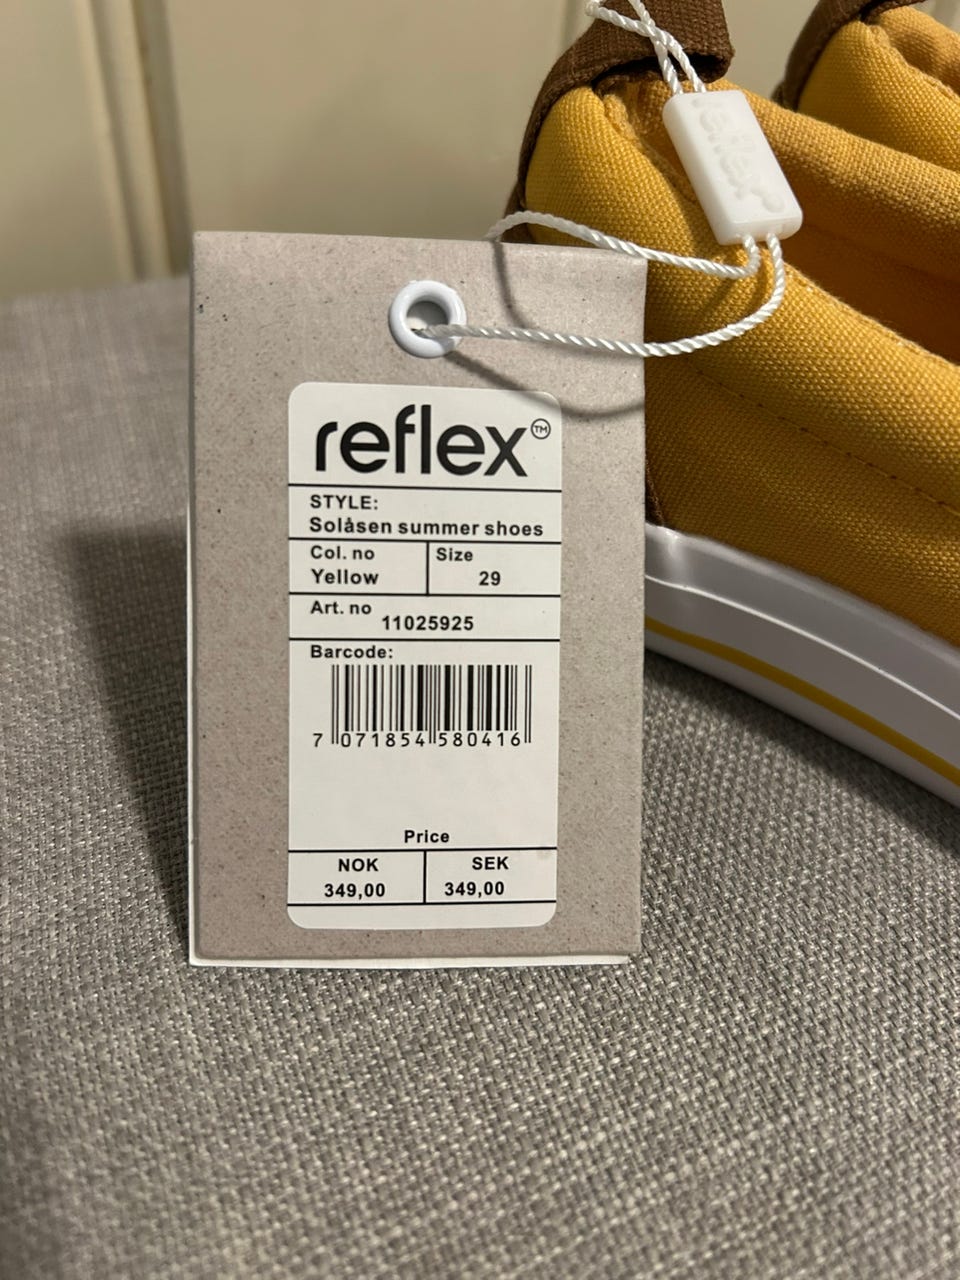 reflex
reflex™
STYLE:
Solåsen summer shoes
Col. no
Yellow
Size
29
Art. no
11025925
Barcode:
7 071854 580416
Price
NOK
349,00
SEK
349,00